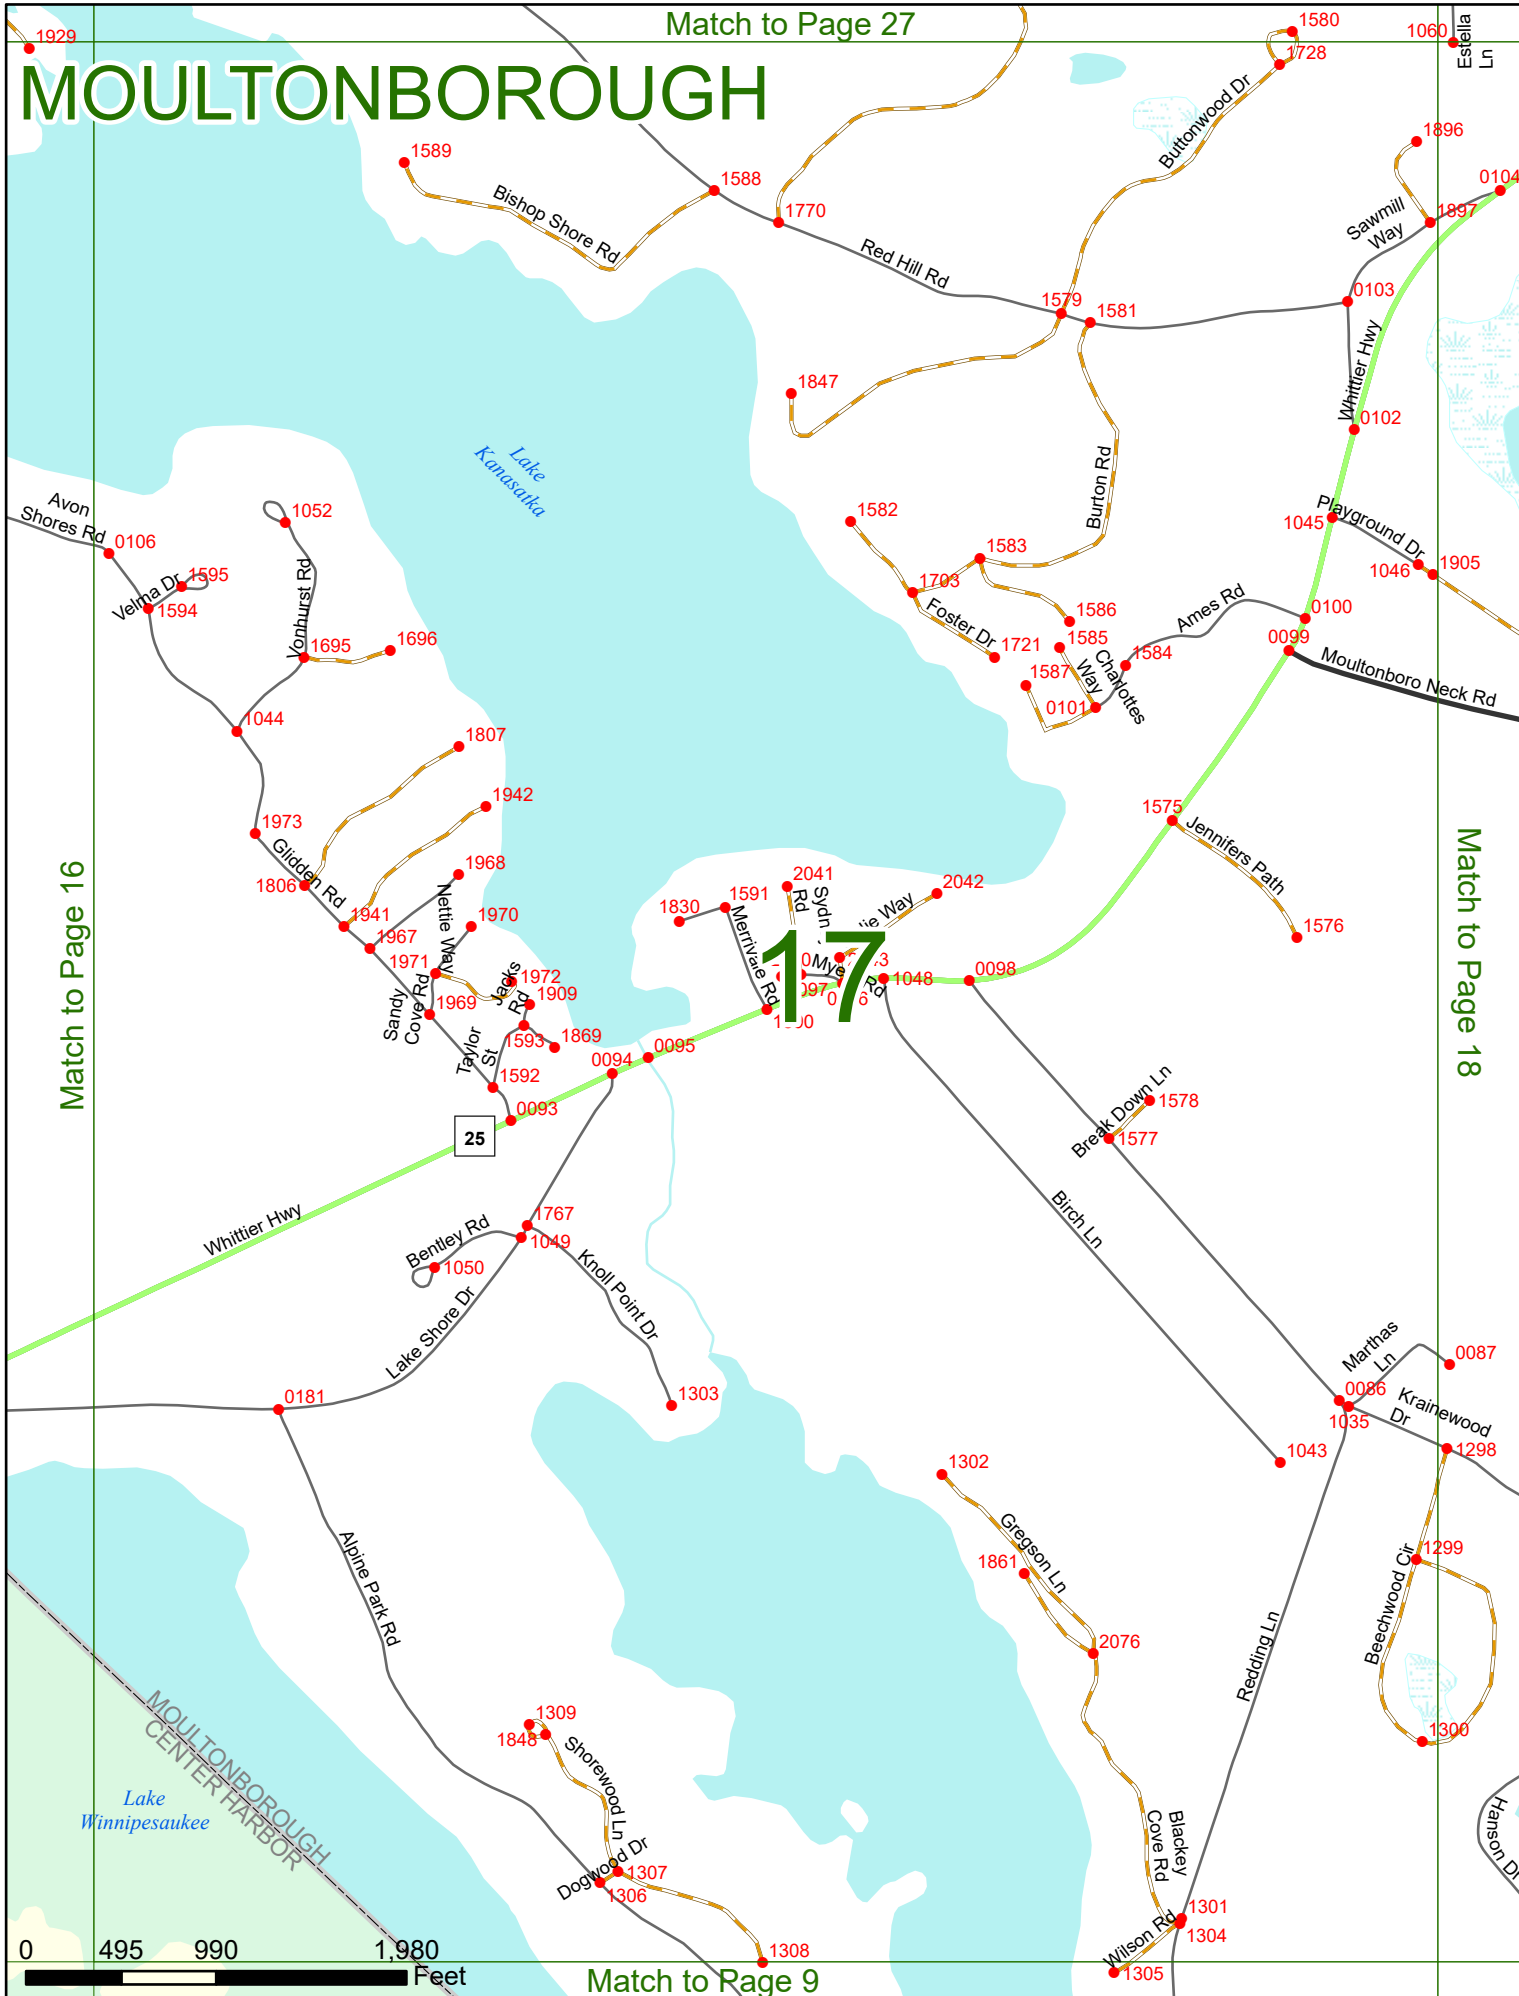 Match to Page 27
1929
1580
1060
Estella
Ln
1728
MOULTONBOROUGH
Buttonwood Dr
1896
1589
1588
0104
Bishop Shore Rd
1770
1897
Sawmill
Way
Red Hill Rd
0103
1579
1581
Whittier Hwy
1847
0102
Lake
Kanasatka
Burton Rd
Avon
Shores Rd
1052
1582
1045
Playground Dr
0106
1583
1046
1905
Velma Dr
1595
1594
Vonhurst Rd
1703
Foster Dr
1586
Ames Rd
0100
1695
1696
1721
1585
1584
0099
Moultonboro Neck Rd
Charlottes
Way
1587
0101
1044
1807
1942
1575
Jennifers Path
1973
Glidden Rd
1806
1968
Nettie Way
2041
Rd
2042
1591
1830
Merrivale Rd
1941
1970
1576
1967
1971
1972
Jacks
Rd
1909
Sandy
Cove Rd
1969
1593
1869
Taylor
St
1592
17
1048
0098
0095
0094
0093
25
Match to Page 16
Match to Page 18
Break Down Ln
1578
1577
Birch Ln
Whittier Hwy
1767
1049
Bentley Rd
1050
Knoll Point Dr
Lake Shore Dr
Marthas
Ln
0087
0181
1303
0086
1035
Krainewood
Dr
1298
1043
1302
Gregson Ln
1861
1299
Beechwood Cir
Alpine Park Rd
2076
Redding Ln
1309
1848
Shorewood Ln
1300
MOULTONBOROUGH
CENTER HARBOR
Lake
Winnipesaukee
Hanson Dr
Blackey
Cove Rd
Dogwood Dr
1307
1306
1301
1304
Wilson Rd
1305
1308
0 495 990 1,980
Feet
Match to Page 9